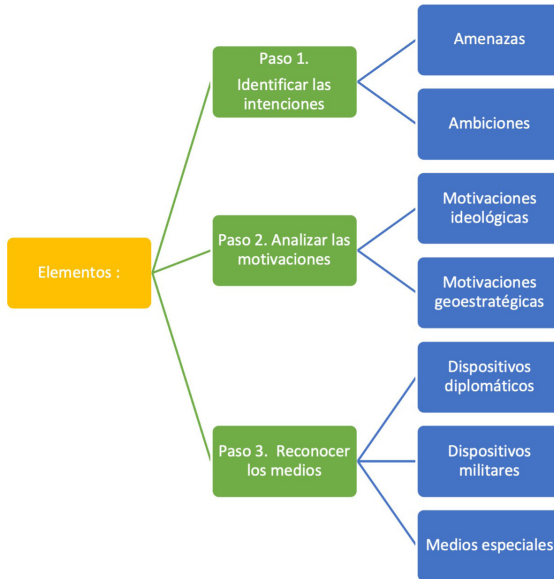 Elementos :
Paso 1.
Identificar las
intenciones
Amenazas
Ambiciones
Paso 2. Analizar las
motivaciones
Motivaciones
ideológicas
Motivaciones
geoestratégicas
Paso 3.  Reconocer
los medios
Dispositivos
diplomáticos
Dispositivos
militares
Medios especiales